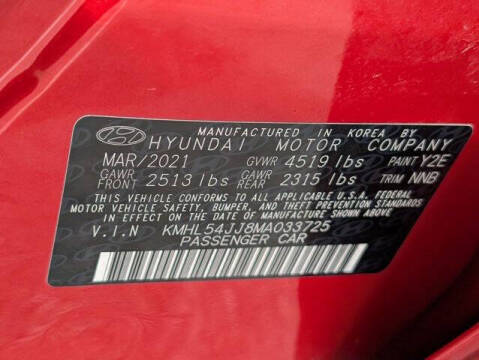 MANUFACTURED IN KOREA BY
HYUNDAI MOTOR COMPANY
MAR/2021 GVWR 4519 lbs PAINT Y2E
GAWR FRONT 2513 lbs GAWR REAR 2315 lbs TRIM NNB
THIS VEHICLE CONFORMS TO ALL APPLICABLE U.S.A. FEDERAL
MOTOR VEHICLE SAFETY, BUMPER, AND THEFT PREVENTION STANDARDS
IN EFFECT ON THE DATE OF MANUFACTURE SHOWN ABOVE.
V.I.N KMHL54JJ8MA033725
PASSENGER CAR